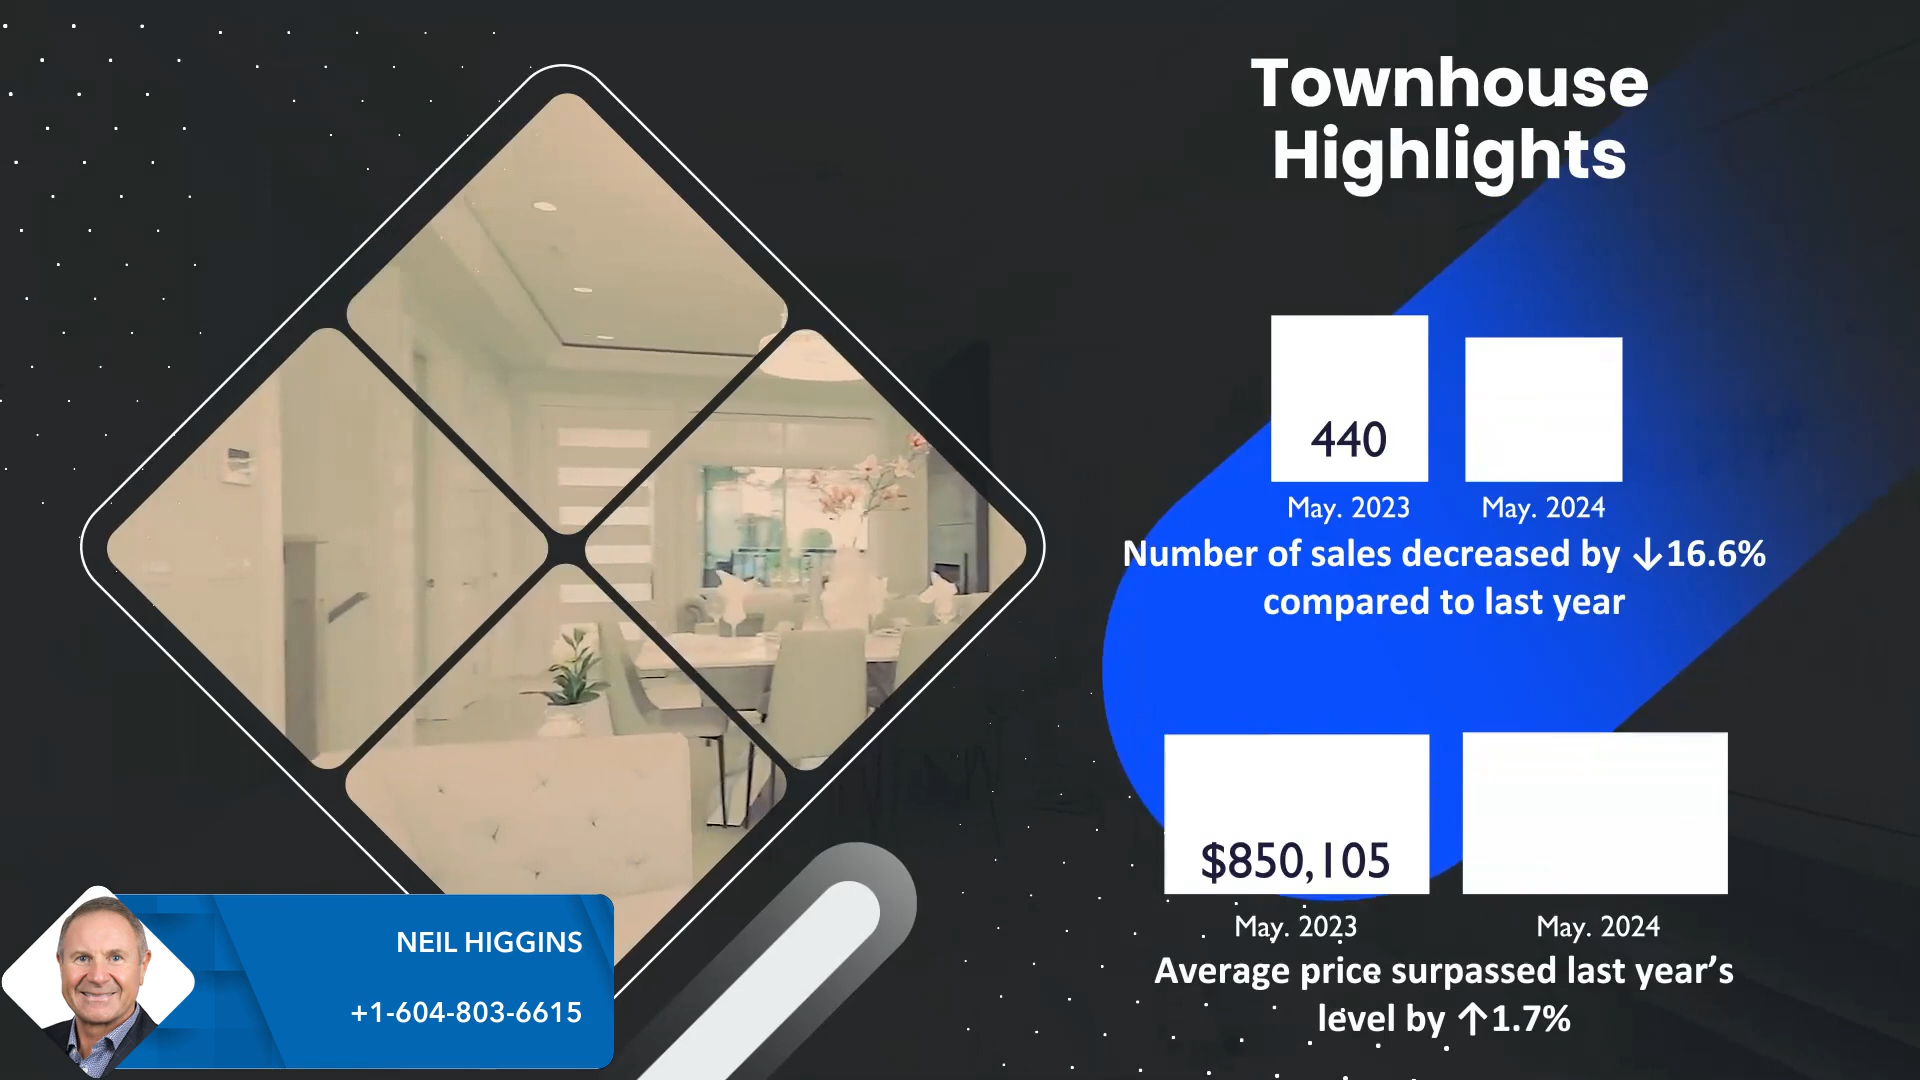 Townhouse
Highlights
440
May. 2023
May. 2024
Number of sales decreased by ↓16.6%
compared to last year
$850,105
May. 2023
May. 2024
Average price surpassed last year’s
level by ↑1.7%
NEIL HIGGINS
+1-604-803-6615